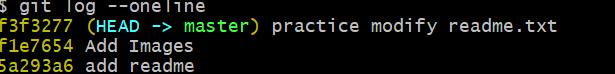 $ git log --oneline
f3f3277 (HEAD -> master) practice modify readme.txt
f1e7654 Add Images
5a293a6 add readme